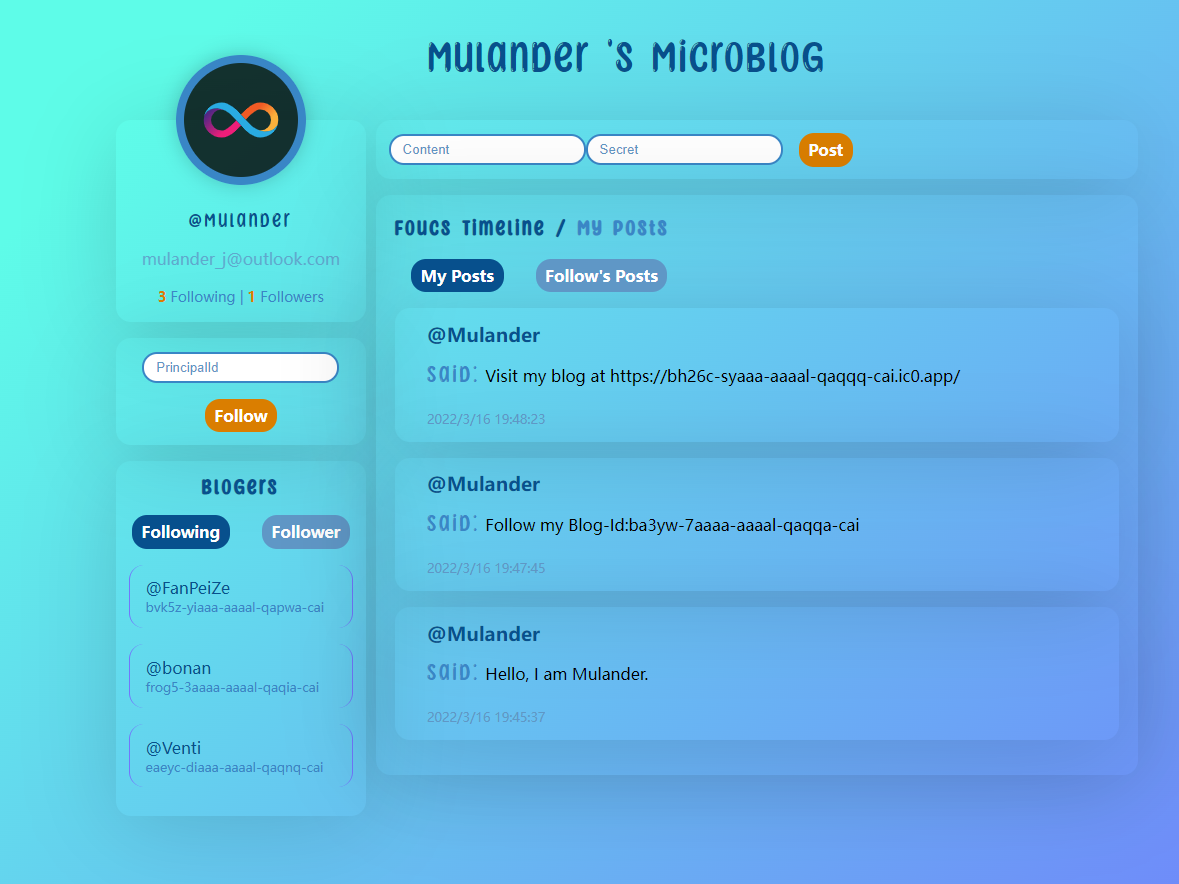 Mulander 's MicroBlog
@Mulander
mulander_j@outlook.com
3 Following | 1 Followers
PrincipalId
Follow
Blogers
Following Follower
@FanPeiZe
bvk5z-yiaaa-aaaal-qapwa-cai
@bonan
frog5-3aaaa-aaaal-qaqia-cai
@Venti
eaeyc-diaaa-aaaal-qaqnq-cai
Content Secret Post
Foucs Timeline / My Posts
My Posts Follow's Posts
@Mulander
said: Visit my blog at https://bh26c-syaaa-aaaal-qaqqq-cai.ic0.app/
2022/3/16 19:48:23
@Mulander
said: Follow my Blog-Id:ba3yw-7aaaa-aaaal-qaqqa-cai
2022/3/16 19:47:45
@Mulander
said: Hello, I am Mulander.
2022/3/16 19:45:37